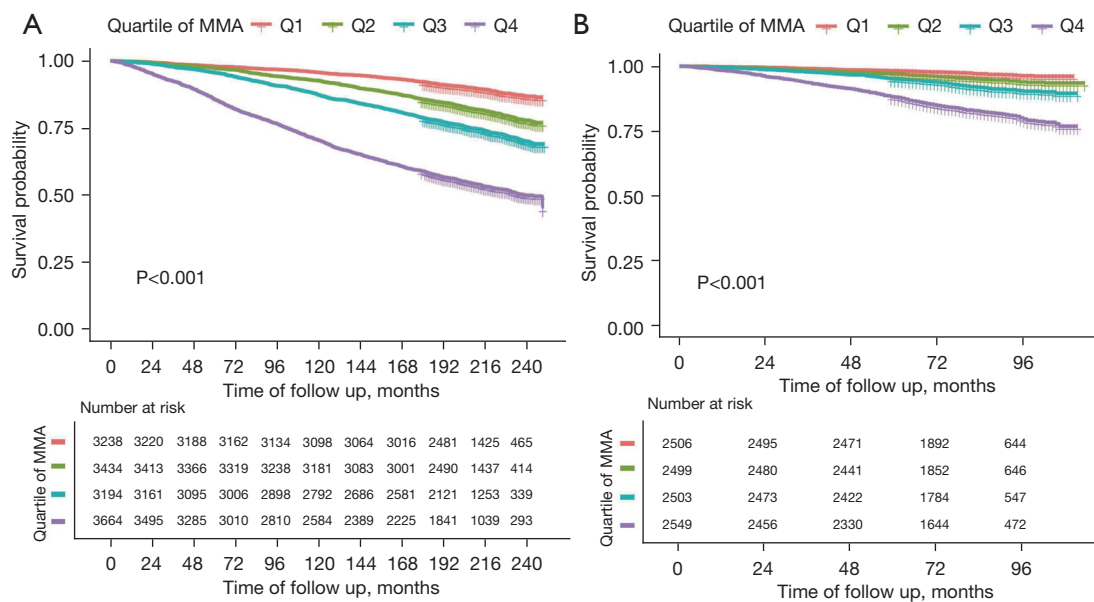 A
Quartile of MMA Q1 Q2 Q3 Q4
Survival probability
1.00
0.75
0.50
0.25
0.00
P<0.001
0 24 48 72 96 120 144 168 192 216 240
Time of follow up, months
Number at risk
Quartile of MMA
3238 3220 3188 3162 3134 3098 3064 3016 2481 1425 465
3434 3413 3366 3319 3238 3181 3083 3001 2490 1437 414
3194 3161 3095 3006 2898 2792 2686 2581 2121 1253 339
3664 3495 3285 3010 2810 2584 2389 2225 1841 1039 293
0 24 48 72 96 120 144 168 192 216 240
Time of follow up, months
B
Quartile of MMA Q1 Q2 Q3 Q4
Survival probability
1.00
0.75
0.50
0.25
0.00
P<0.001
0 24 48 72 96
Time of follow up, months
Number at risk
Quartile of MMA
2506 2495 2471 1892 644
2499 2480 2441 1852 646
2503 2473 2422 1784 547
2549 2456 2330 1644 472
0 24 48 72 96
Time of follow up, months